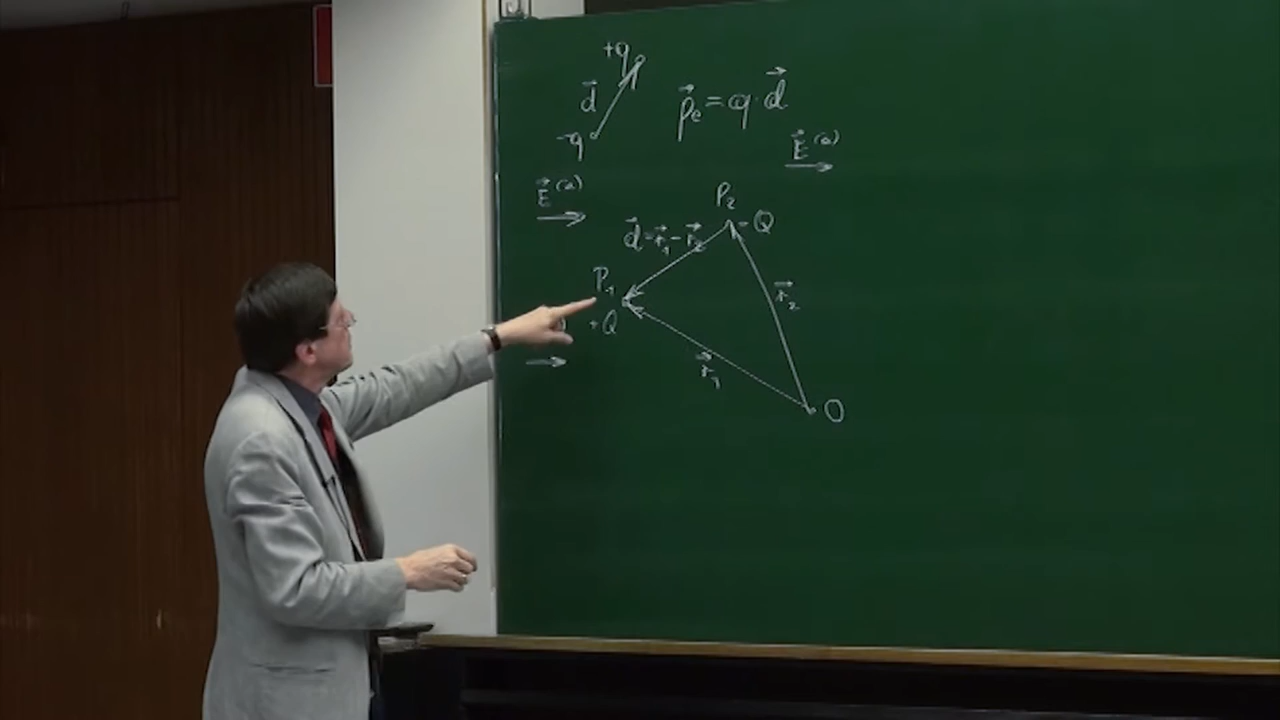 +q
d⃗
p⃗ₑ = q · d⃗
-q
E⃗⁽ᵃ⁾
E⃗⁽ᵃ⁾
P₂
-Q
d⃗ = r⃗₁ - r⃗₂
P₁
+Q
r⃗₂
r⃗₁
O